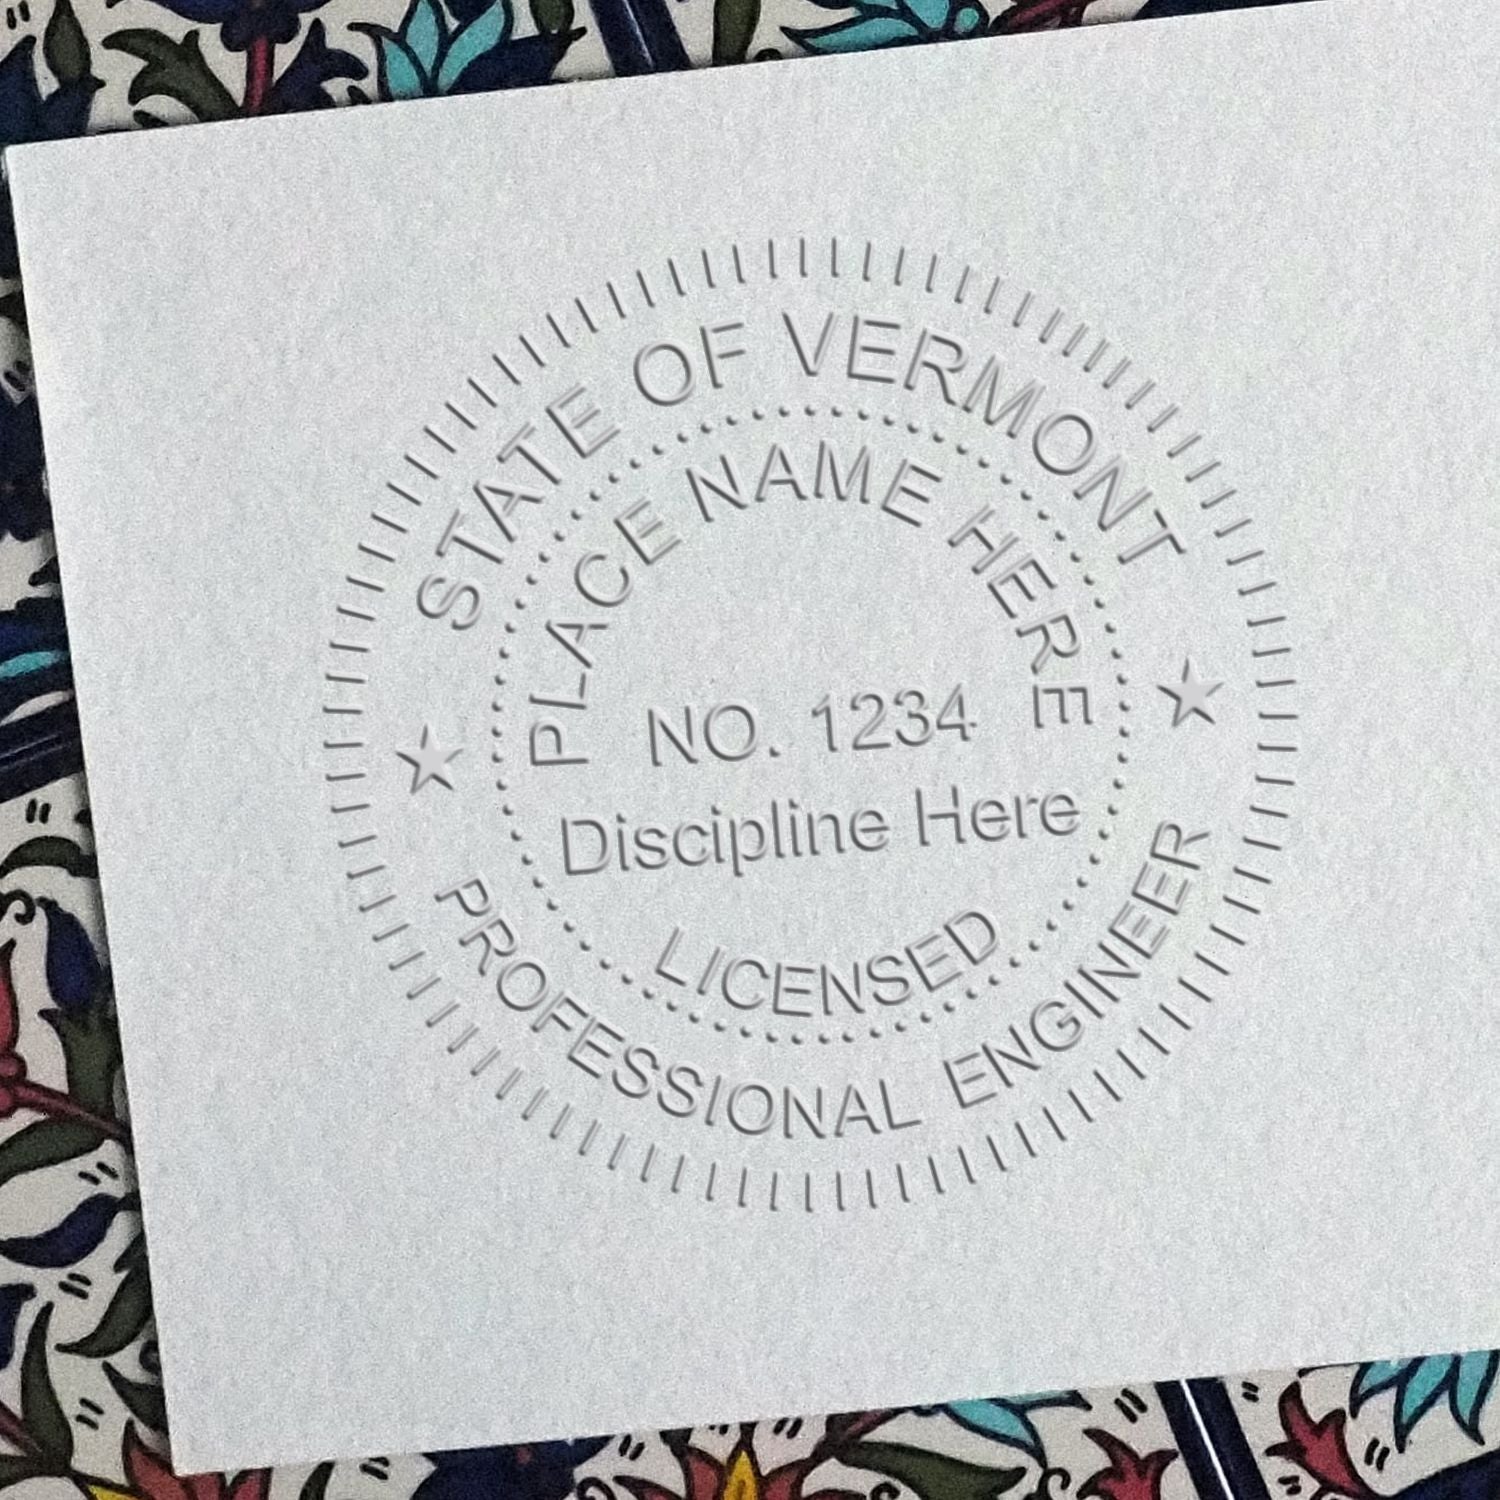 STATE OF VERMONT
PLACE NAME HERE
NO. 1234
Discipline Here
LICENSED
PROFESSIONAL ENGINEER